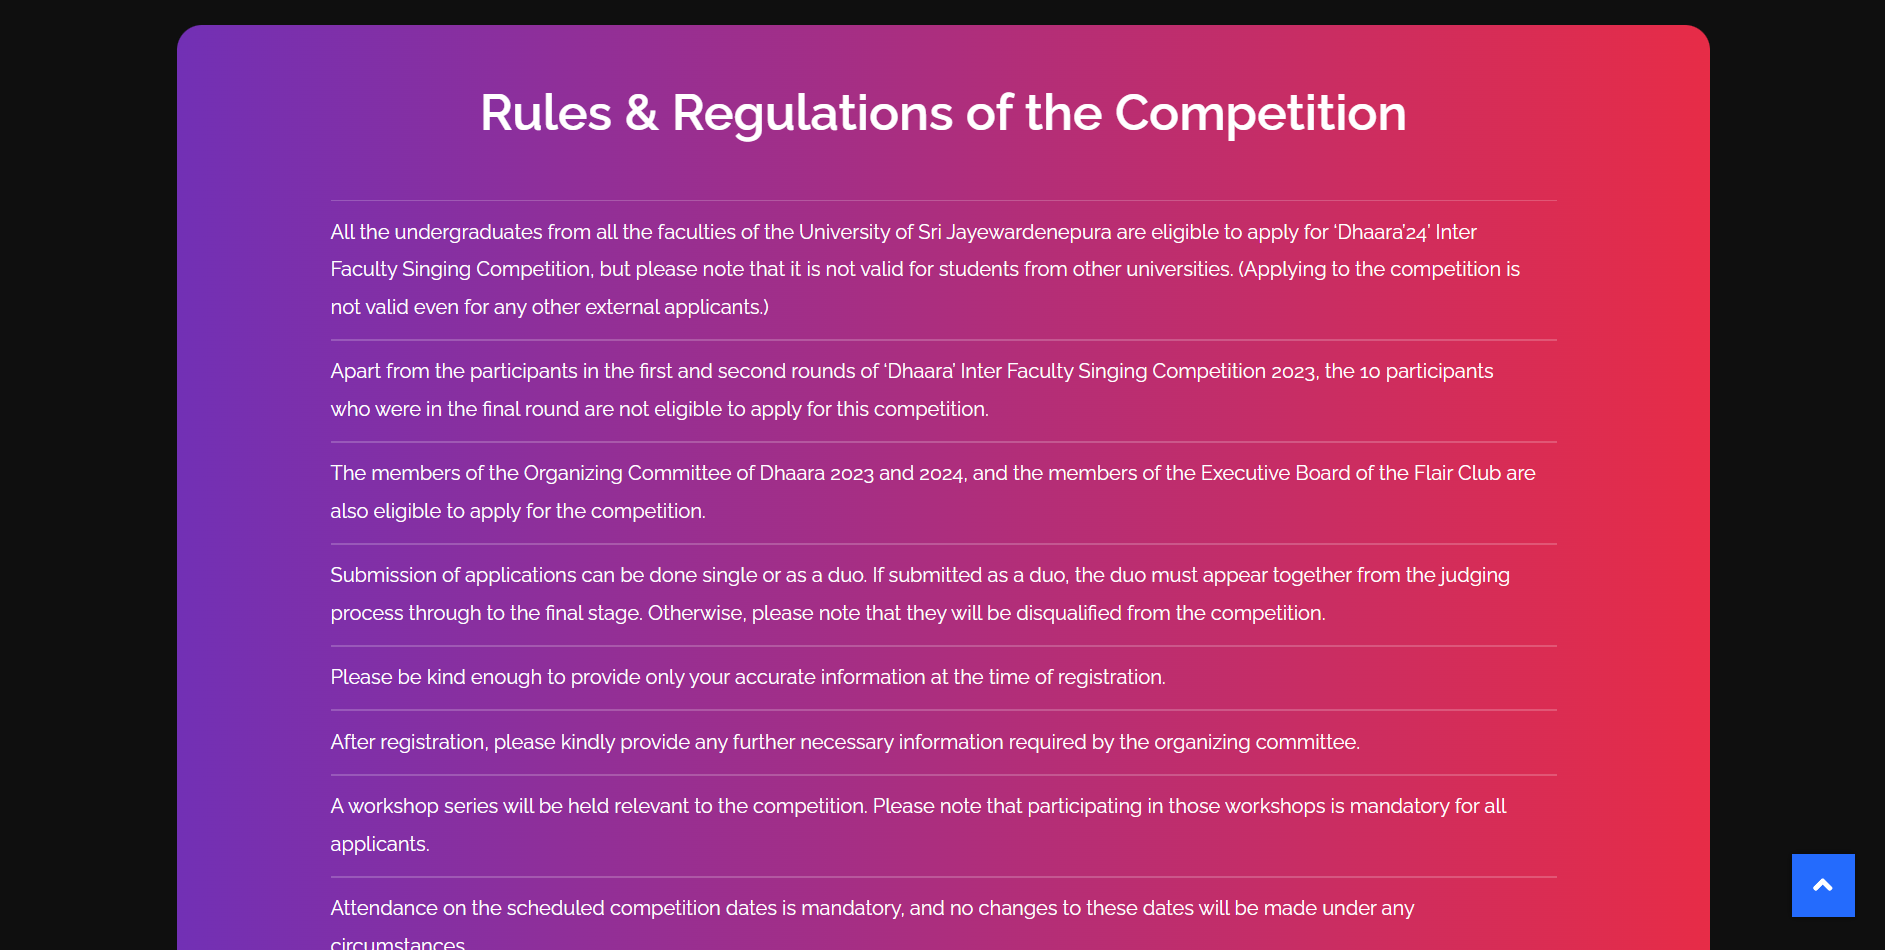 Rules & Regulations of the Competition
All the undergraduates from all the faculties of the University of Sri Jayewardenepura are eligible to apply for ‘Dhaara’24’ Inter
Faculty Singing Competition, but please note that it is not valid for students from other universities. (Applying to the competition is
not valid even for any other external applicants.)
Apart from the participants in the first and second rounds of ‘Dhaara’ Inter Faculty Singing Competition 2023, the 10 participants
who were in the final round are not eligible to apply for this competition.
The members of the Organizing Committee of Dhaara 2023 and 2024, and the members of the Executive Board of the Flair Club are
also eligible to apply for the competition.
Submission of applications can be done single or as a duo. If submitted as a duo, the duo must appear together from the judging
process through to the final stage. Otherwise, please note that they will be disqualified from the competition.
Please be kind enough to provide only your accurate information at the time of registration.
After registration, please kindly provide any further necessary information required by the organizing committee.
A workshop series will be held relevant to the competition. Please note that participating in those workshops is mandatory for all
applicants.
Attendance on the scheduled competition dates is mandatory, and no changes to these dates will be made under any
circumstances.